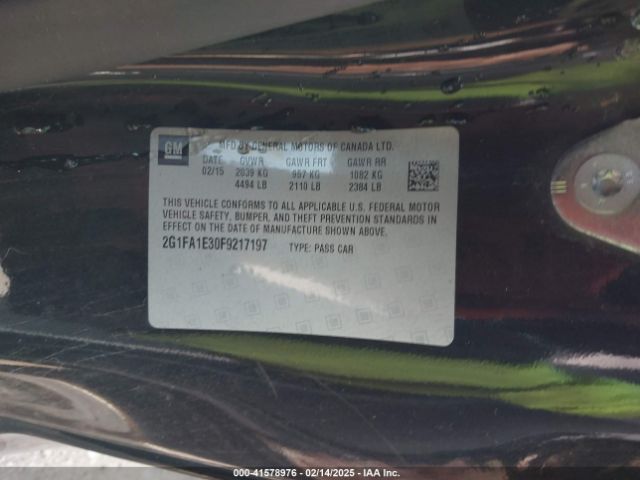 GM
MFD BY GENERAL MOTORS OF CANADA LTD.
DATE GVWR GAWR FRT GAWR RR
02/15 2039 KG 957 KG 1082 KG
4494 LB 2110 LB 2384 LB
THIS VEHICLE CONFORMS TO ALL APPLICABLE U.S. FEDERAL MOTOR
VEHICLE SAFETY, BUMPER, AND THEFT PREVENTION STANDARDS IN
EFFECT ON THE DATE OF MANUFACTURE SHOWN ABOVE.
2G1FA1E30F9217197 TYPE: PASS CAR
000-41578976 - 02/14/2025 - IAA Inc.